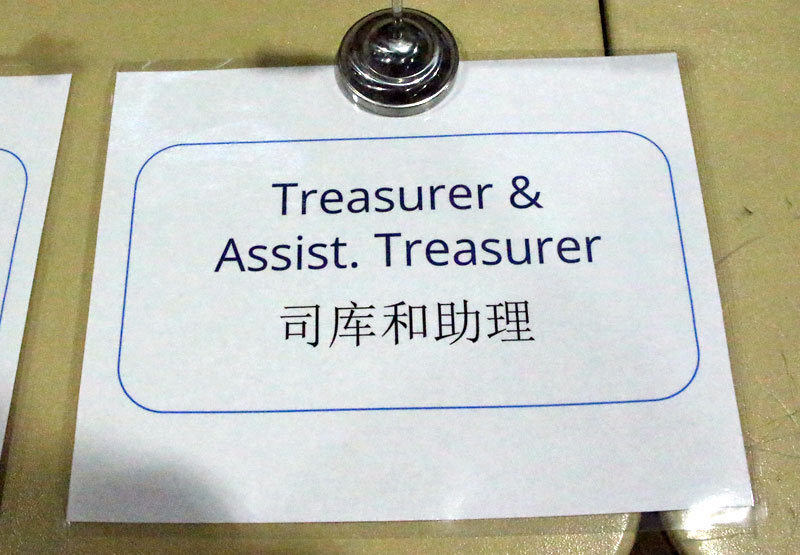 Treasurer &
Assist. Treasurer
司库和助理